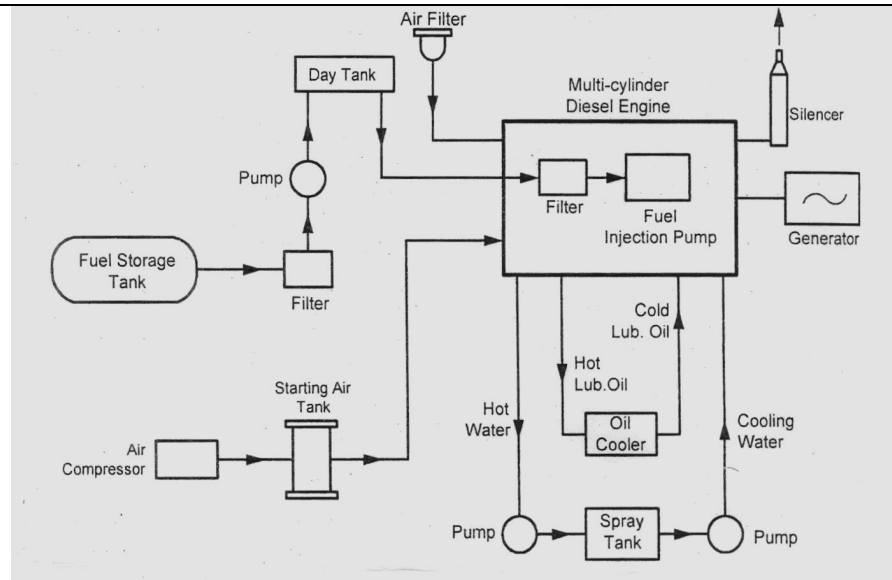 Air Filter
Day Tank
Multi-cylinder
Diesel Engine
Silencer
Pump
Filter
Fuel
Injection Pump
Generator
Fuel Storage
Tank
Filter
Cold
Lub. Oil
Hot
Lub.Oil
Starting Air
Tank
Hot
Water
Oil
Cooler
Cooling
Water
Air
Compressor
Pump
Spray
Tank
Pump